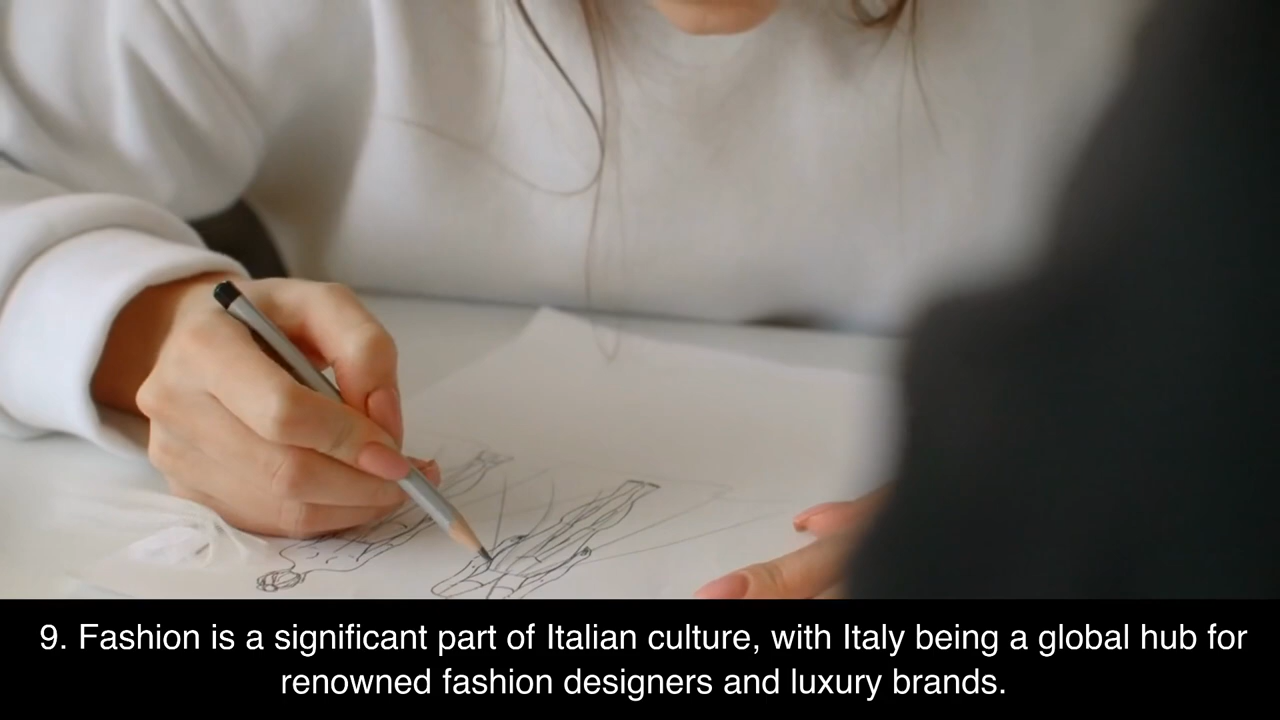 9. Fashion is a significant part of Italian culture, with Italy being a global hub for
renowned fashion designers and luxury brands.